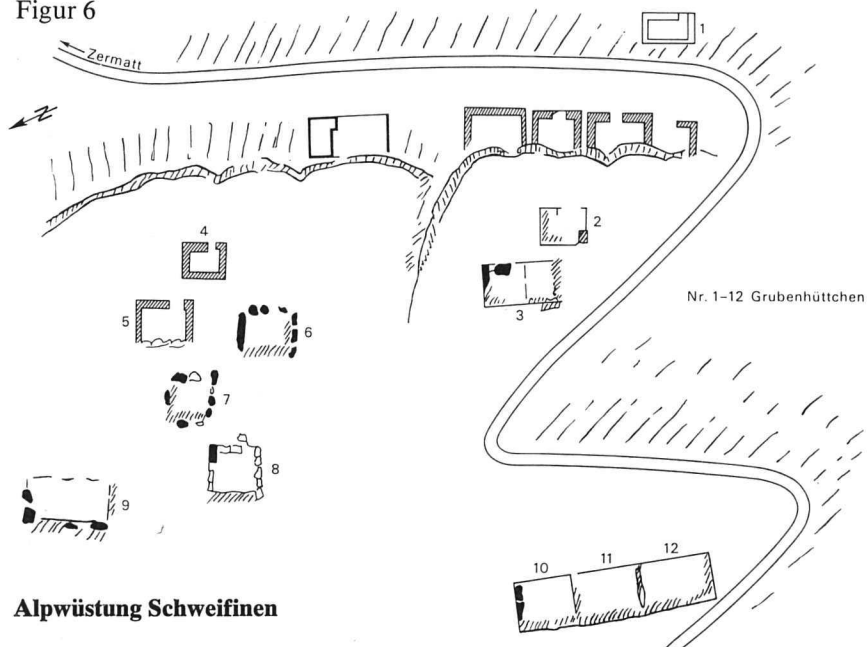 Figur 6
1
Zermatt
N
2
4
3
Nr. 1–12 Grubenhüttchen
5
6
7
8
9
10 11 12
Alpwüstung Schweifinen